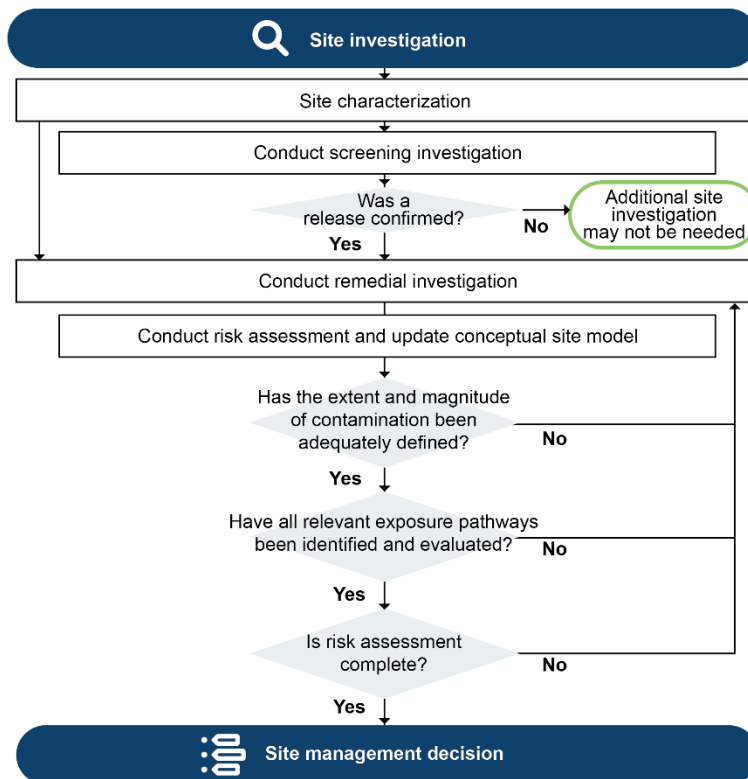 Site investigation
Site characterization
Conduct screening investigation
Was a
release confirmed?
No
Additional site
investigation
may not be needed
Yes
Conduct remedial investigation
Conduct risk assessment and update conceptual site model
Has the extent and magnitude
of contamination been
adequately defined?
No
Yes
Have all relevant exposure pathways
been identified and evaluated?
No
Yes
Is risk assessment
complete?
No
Yes
Site management decision